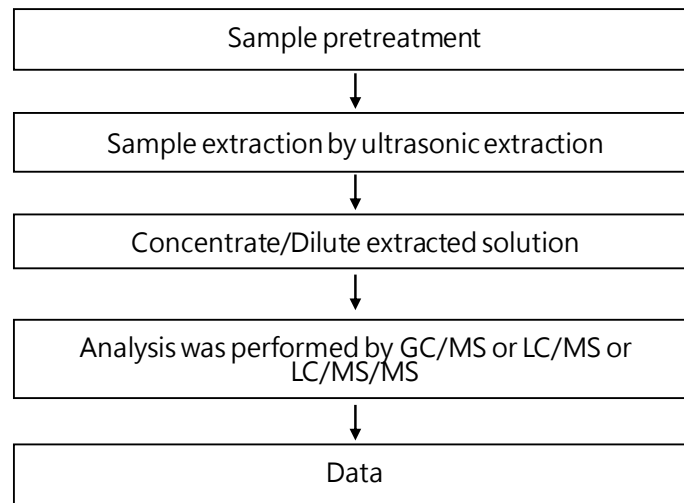 Sample pretreatment
Sample extraction by ultrasonic extraction
Concentrate/Dilute extracted solution
Analysis was performed by GC/MS or LC/MS or
LC/MS/MS
Data